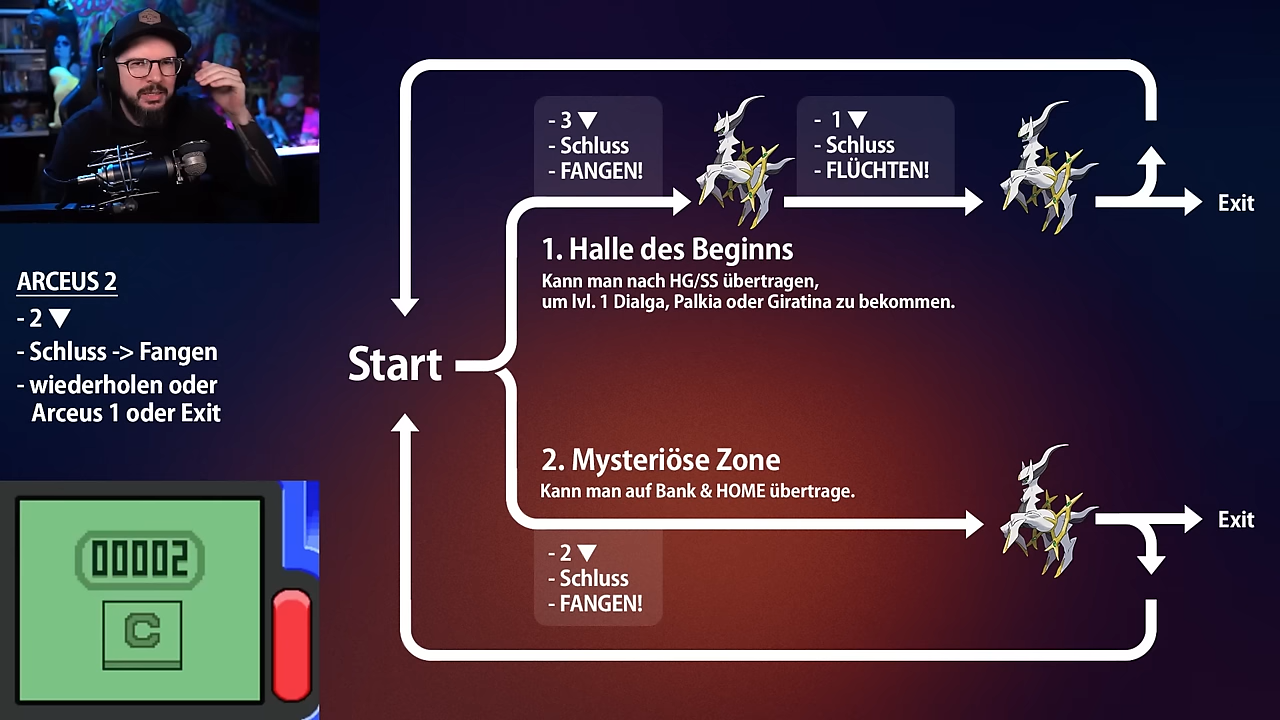 ARCEUS 2
- 2 ▼
- Schluss -> Fangen
- wiederholen oder
Arceus 1 oder Exit
00002
C
Start
- 3 ▼
- Schluss
- FANGEN!
- 1 ▼
- Schluss
- FLÜCHTEN!
Exit
1. Halle des Beginns
Kann man nach HG/SS übertragen,
um lvl. 1 Dialga, Palkia oder Giratina zu bekommen.
2. Mysteriöse Zone
Kann man auf Bank & HOME übertrage.
Exit
- 2 ▼
- Schluss
- FANGEN!